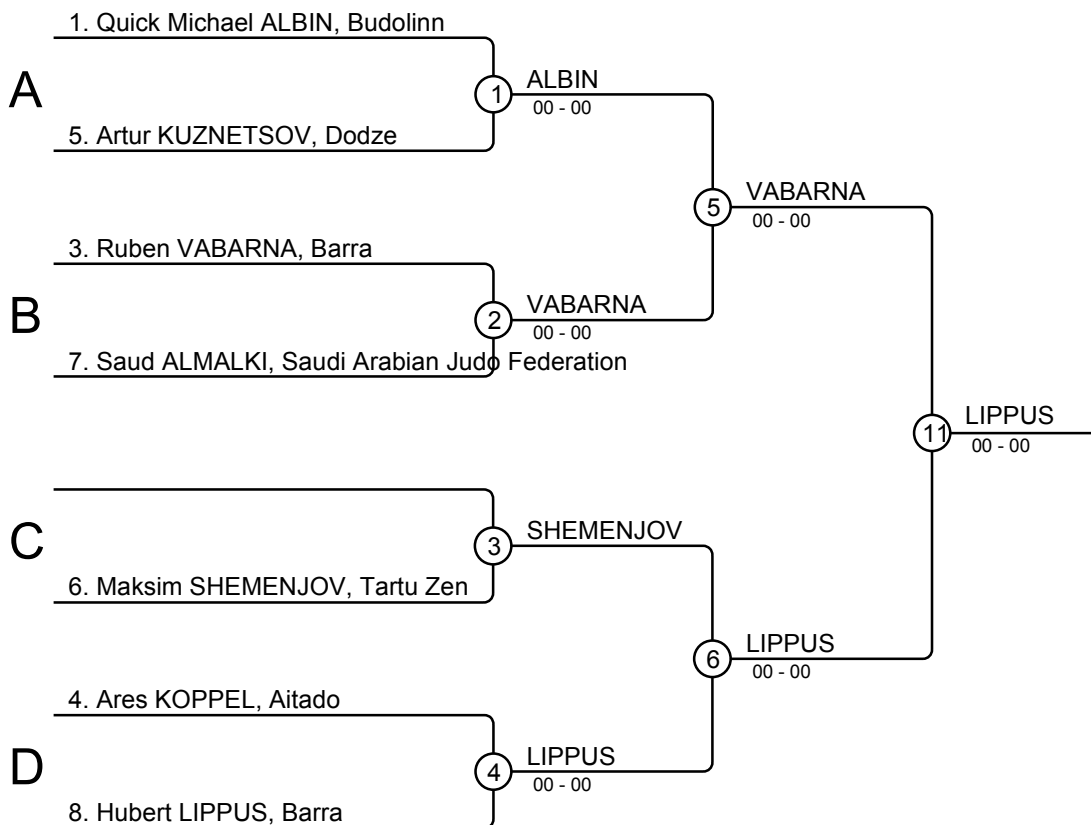 1. Quick Michael ALBIN, Budolinn
A
1
ALBIN
00 - 00
5. Artur KUZNETSOV, Dodze
5
VABARNA
00 - 00
3. Ruben VABARNA, Barra
B
2
VABARNA
00 - 00
7. Saud ALMALKI, Saudi Arabian Judo Federation
11
LIPPUS
00 - 00
C
3
SHEMENJOV
6. Maksim SHEMENJOV, Tartu Zen
6
LIPPUS
00 - 00
4. Ares KOPPEL, Aitado
D
4
LIPPUS
00 - 00
8. Hubert LIPPUS, Barra